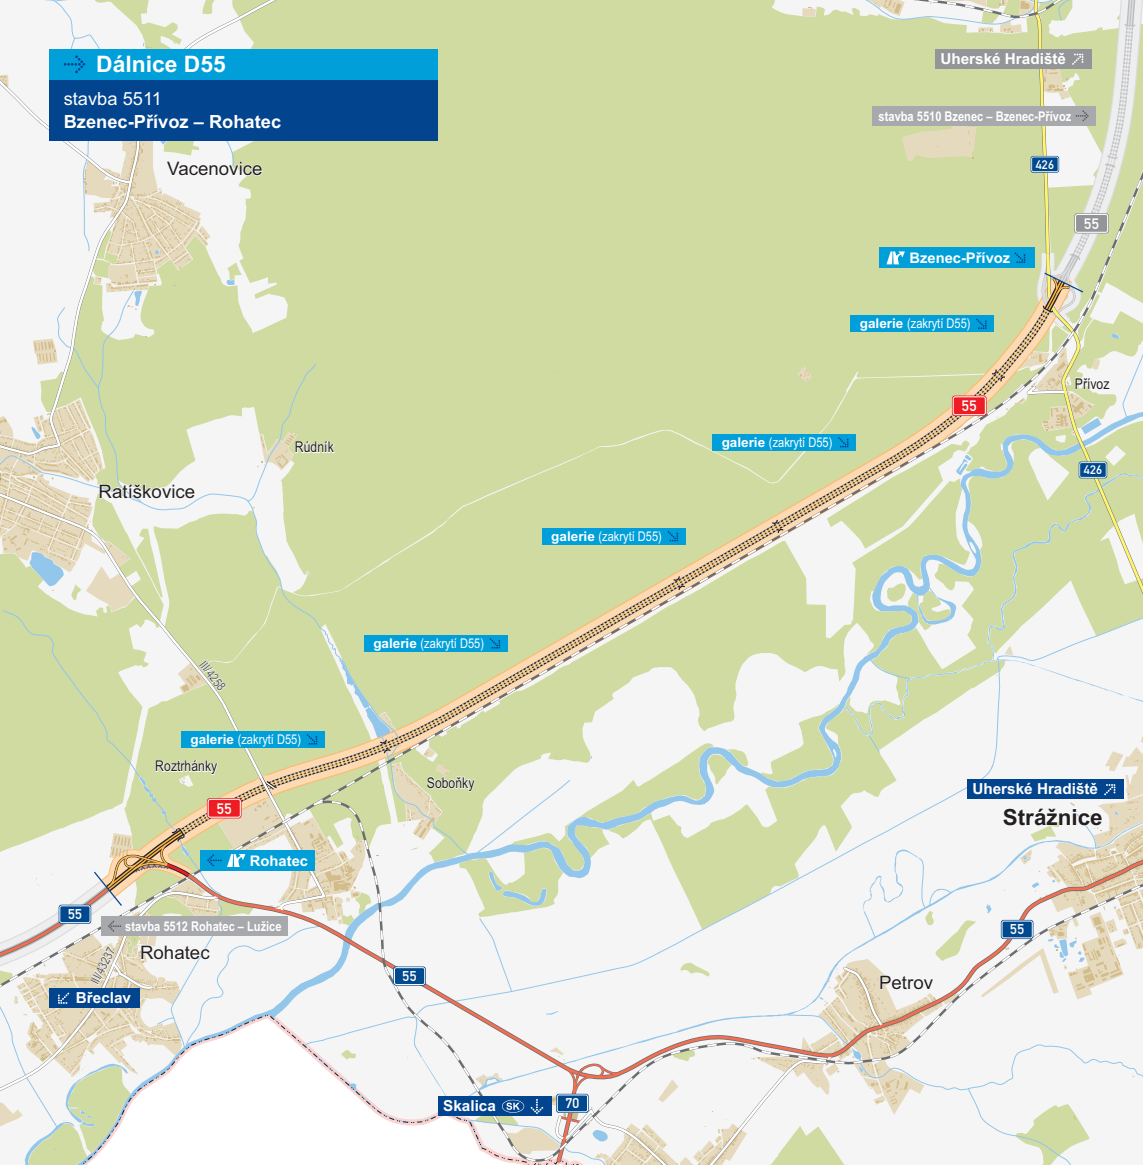 Dálnice D55
stavba 5511
Bzenec-Přívoz – Rohatec
Uherské Hradiště
stavba 5510 Bzenec – Bzenec-Přívoz
426
Vacenovice
55
Bzenec-Přívoz
galerie (zakrytí D55)
Přívoz
55
galerie (zakrytí D55)
Rúdník
426
Ratíškovice
galerie (zakrytí D55)
galerie (zakrytí D55)
III/4258
galerie (zakrytí D55)
Roztrhánky
Soboňky
Uherské Hradiště
55
Strážnice
Rohatec
55
stavba 5512 Rohatec – Lužice
55
Rohatec
III/43237
55
Petrov
Břeclav
Skalica SK
70